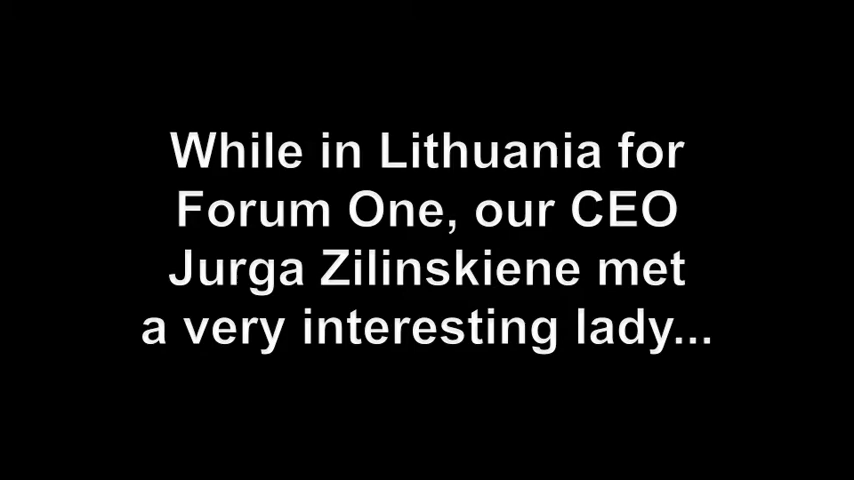 While in Lithuania for
Forum One, our CEO
Jurga Zilinskiene met
a very interesting lady...